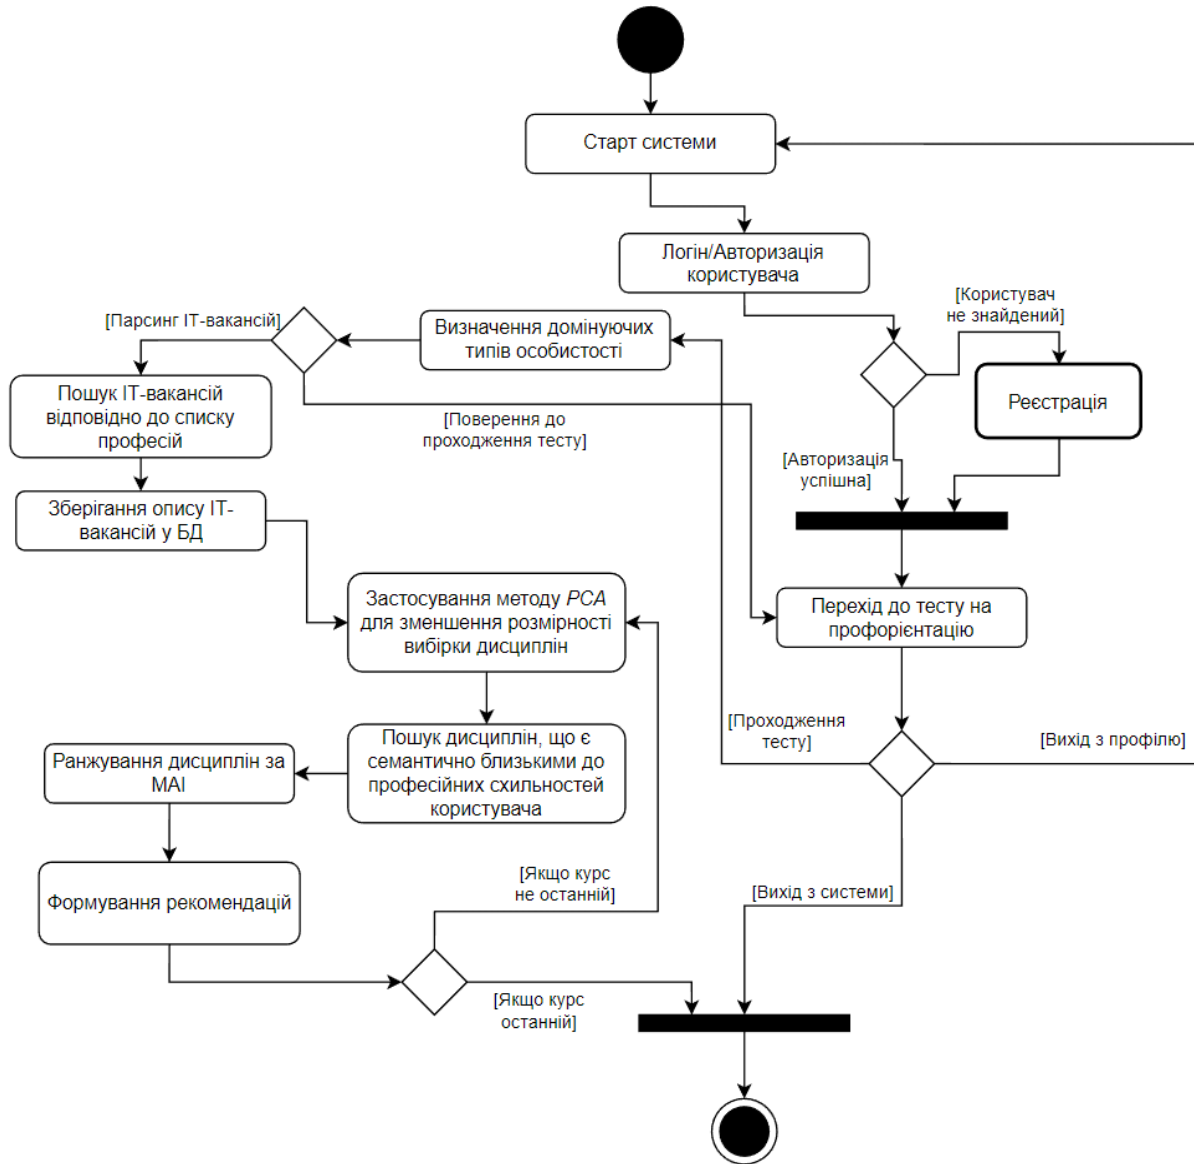 Старт системи
Логін/Авторизація
користувача
[Користувач
не знайдений]
[Парсинг ІТ-вакансій]
Визначення домінуючих
типів особистості
Пошук ІТ-вакансій
відповідно до списку
професій
[Поверення до
проходження тесту]
Реєстрація
[Авторизація
успішна]
Зберігання опису ІТ-
вакансій у БД
Застосування методу PCA
для зменшення розмірності
вибірки дисциплін
Перехід до тесту на
профорієнтацію
[Проходження
тесту]
[Вихід з профілю]
Пошук дисциплін, що є
семантично близькими до
професійних схильностей
користувача
Ранжування дисциплін за
МАІ
[Якщо курс
не останній]
Формування рекомендацій
[Вихід з системи]
[Якщо курс
останній]